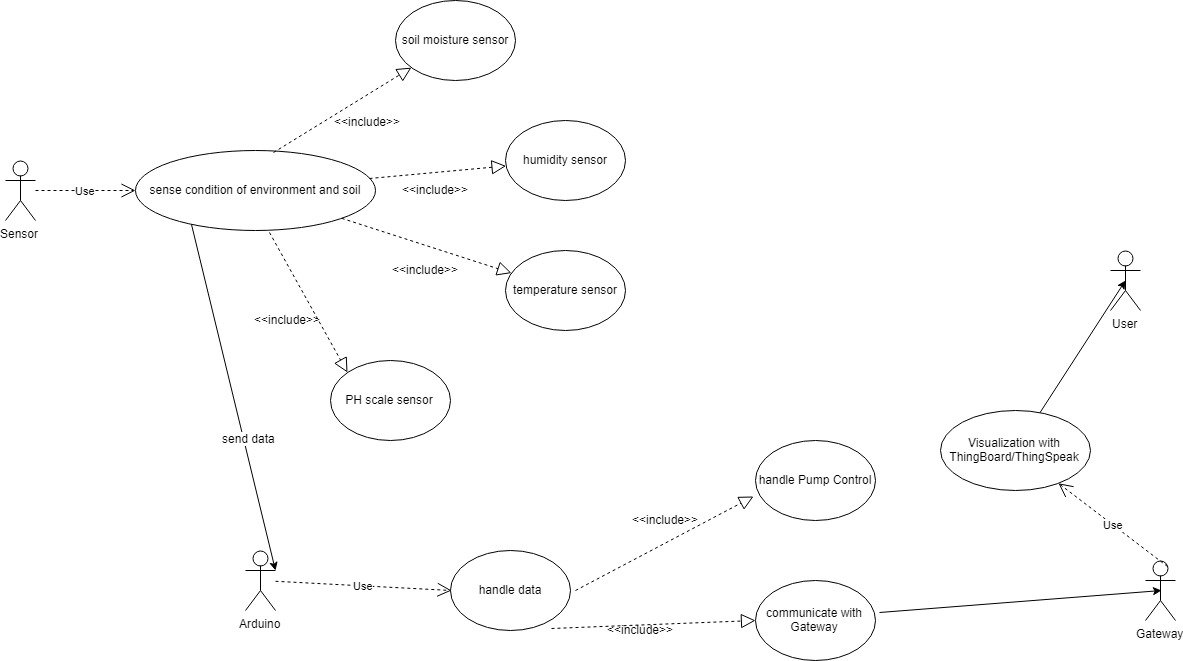 soil moisture sensor
<<include>>
humidity sensor
Use
sense condition of environment and soil
<<include>>
Sensor
<<include>>
temperature sensor
<<include>>
User
PH scale sensor
send data
Visualization with
ThingBoard/ThingSpeak
handle Pump Control
<<include>>
Use
Use
handle data
communicate with
Gateway
<<include>>
Arduino
Gateway